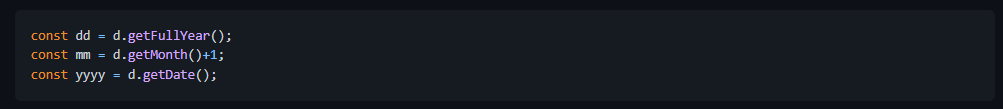 const dd = d.getFullYear();
const mm = d.getMonth()+1;
const yyyy = d.getDate();